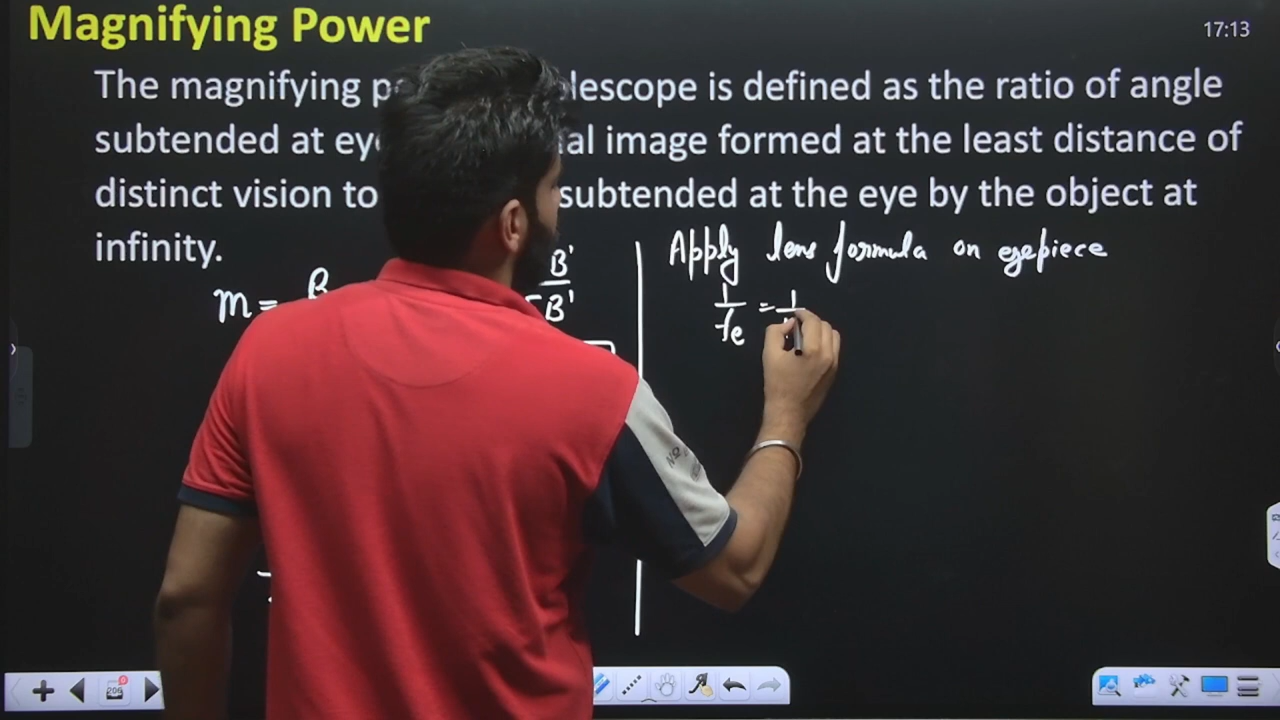 Magnifying Power
17:13
The magnifying lescope is defined as the ratio of angle
subtended at al image formed at the least distance of
distinct vision to subtended at the eye by the object at
infinity.
m = B B'
B'
Apply lens formula on eyepiece
1/fe = 1
206